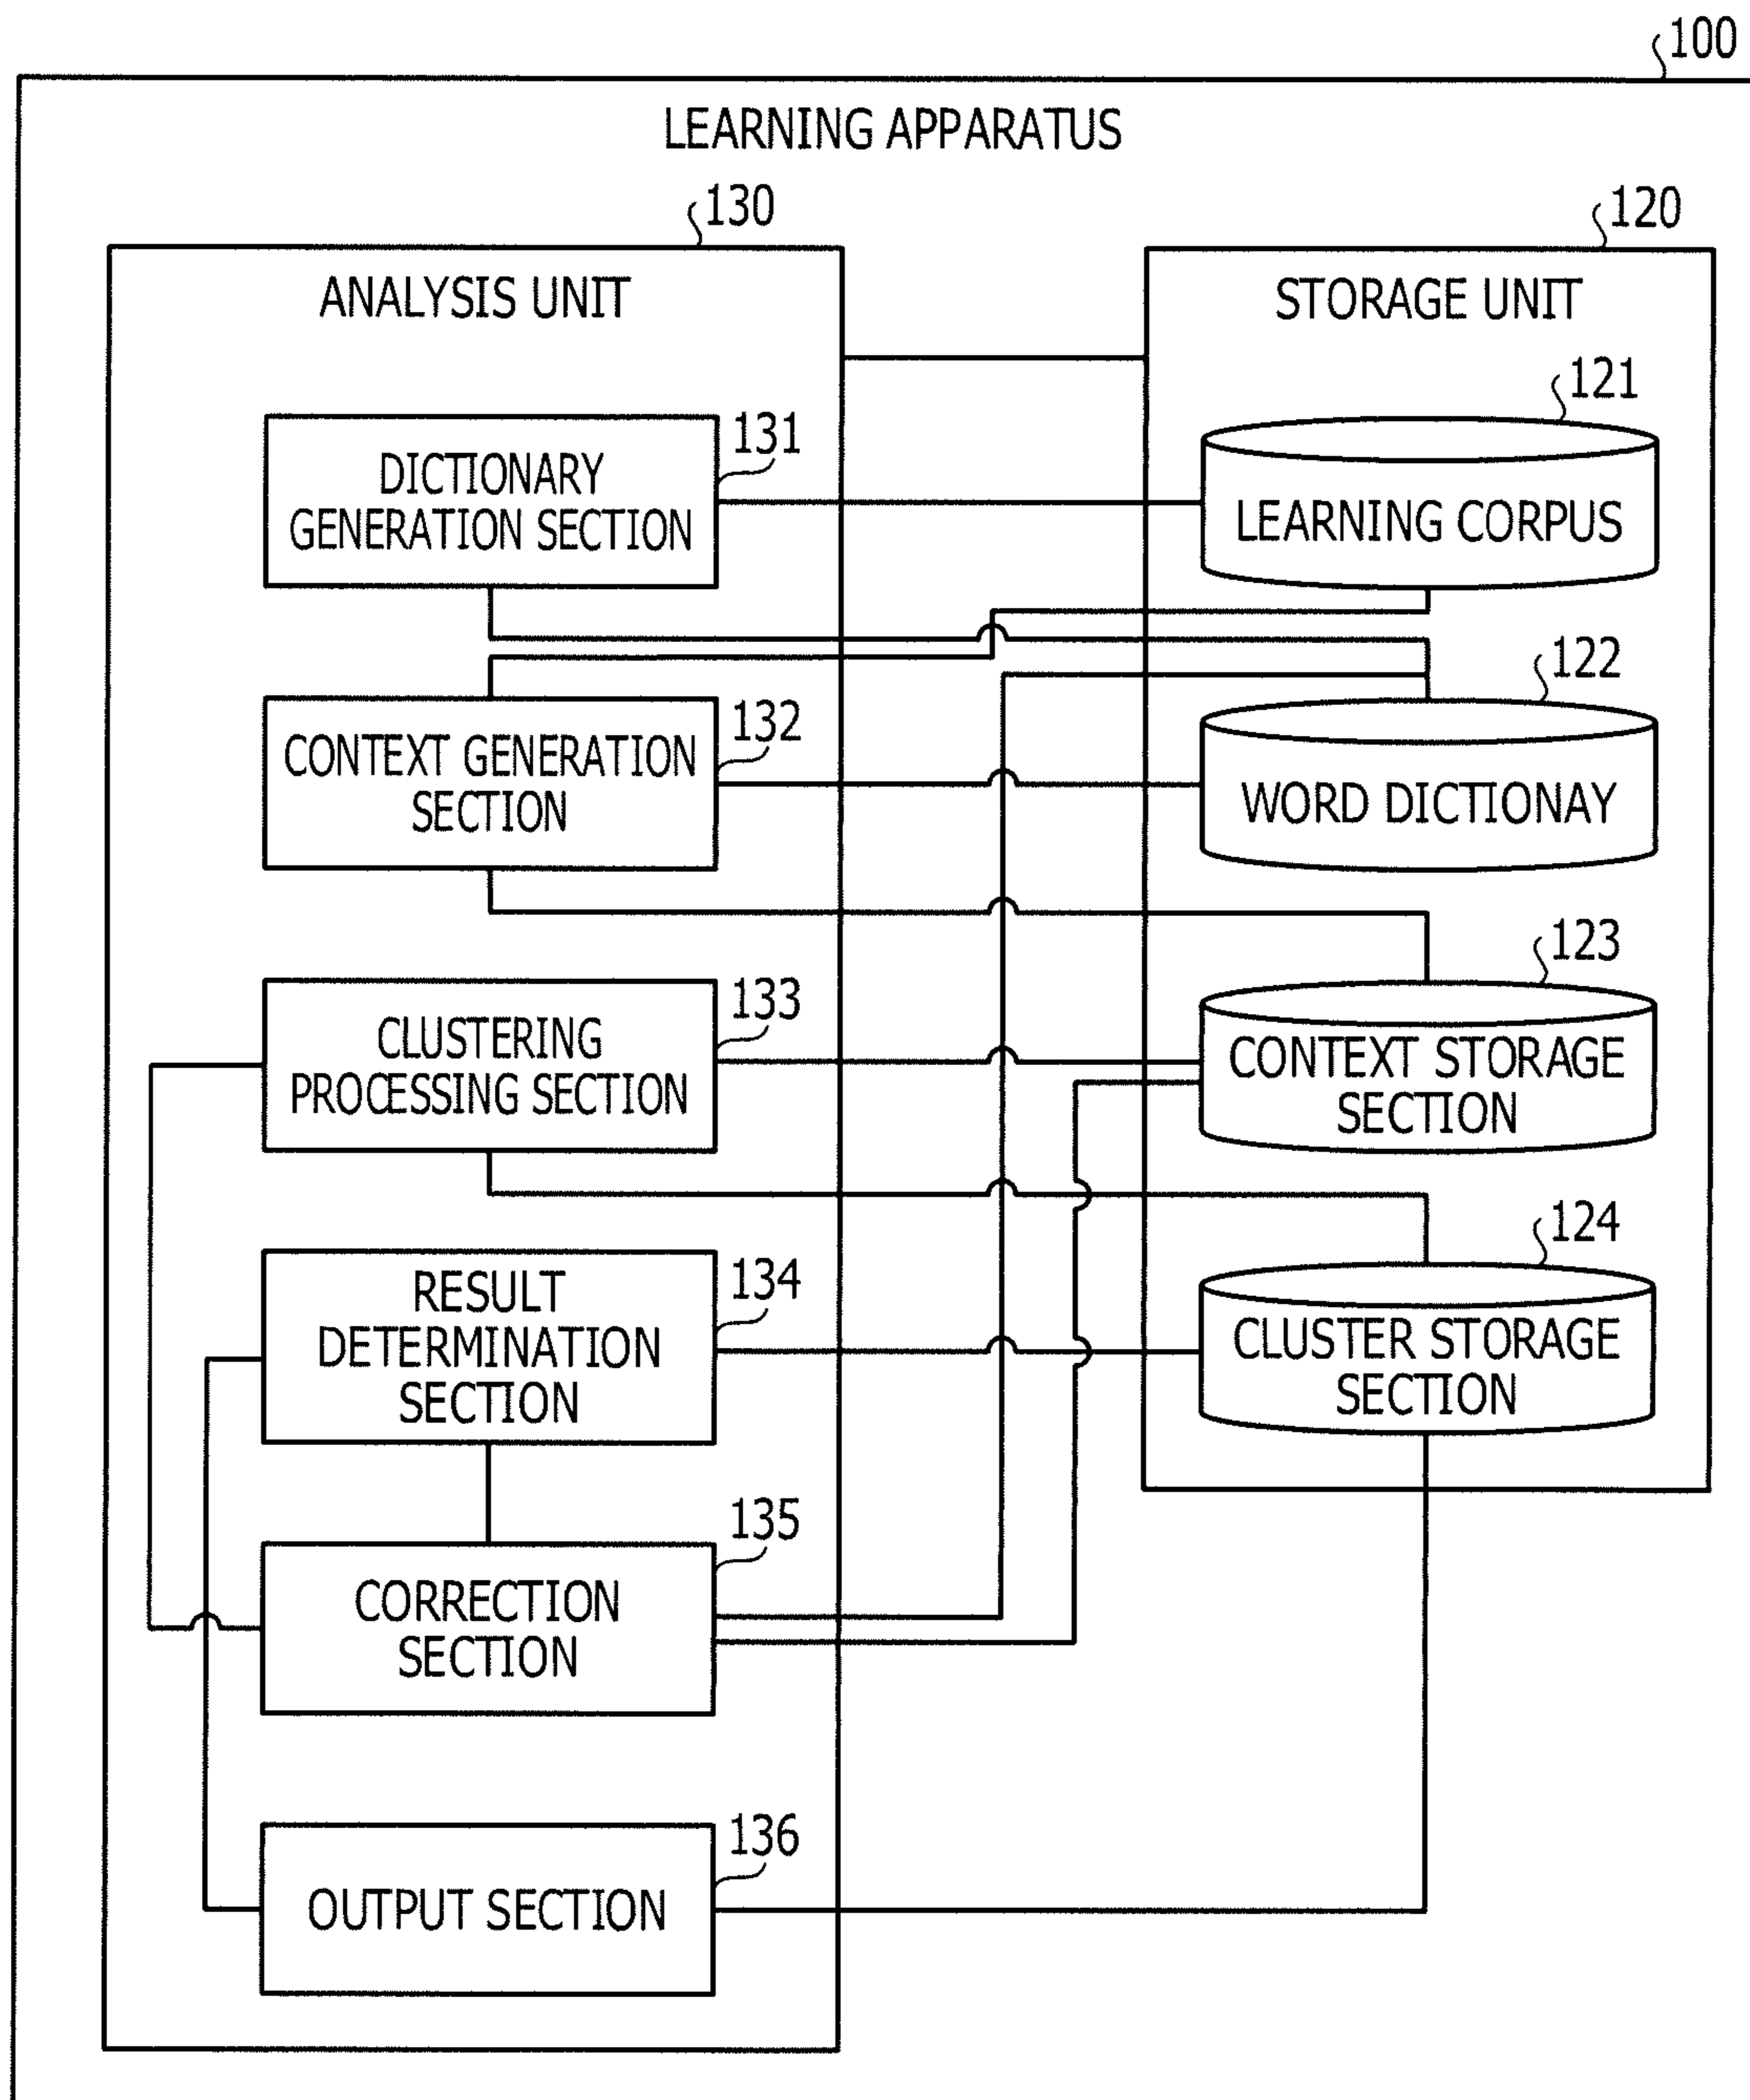 100
LEARNING APPARATUS
130
ANALYSIS UNIT
120
STORAGE UNIT
131
DICTIONARY
GENERATION SECTION
121
LEARNING CORPUS
132
CONTEXT GENERATION
SECTION
122
WORD DICTIONAY
123
CONTEXT STORAGE
SECTION
133
CLUSTERING
PROCESSING SECTION
124
CLUSTER STORAGE
SECTION
134
RESULT
DETERMINATION
SECTION
135
CORRECTION
SECTION
136
OUTPUT SECTION